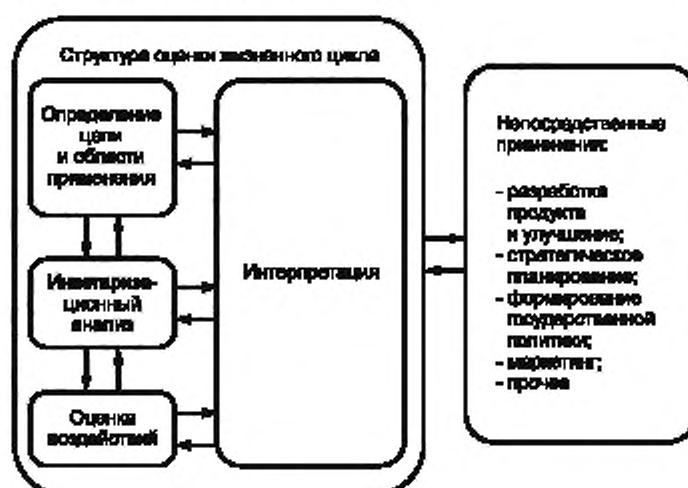 Структура оценки жизненного цикла
Определение
цели
и области
применения
Инвентариза-
ционный
анализ
Оценка
воздействий
Интерпретация
Непосредственные
применения:
- разработка
продукта
и улучшение;
- стратегическое
планирование;
- формирование
государственной
политики;
- маркетинг;
- прочие